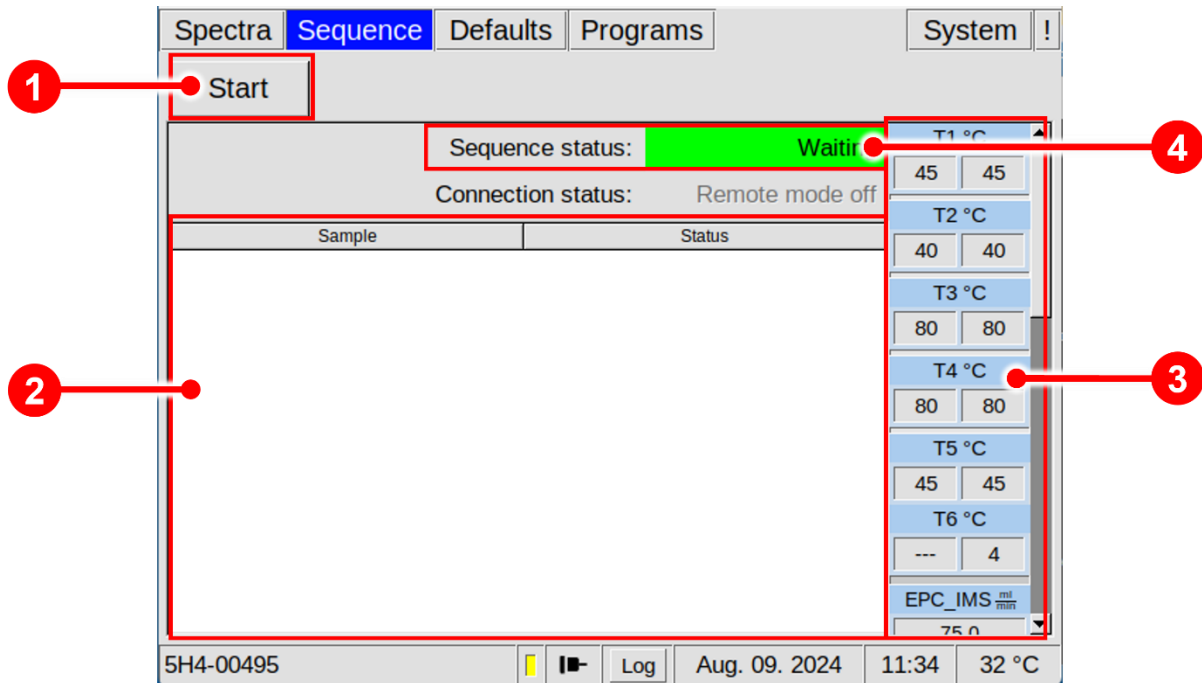 Spectra Sequence Defaults Programs System !
1 Start
Sequence status: 4
Connection status: Remote mode off
Sample Status
T1 °C
45 45
T2 °C
40 40
T3 °C
80 80
T4 °C
80 80
2 3
T5 °C
45 45
T6 °C
--- 4
EPC_IMS ml/min
75.0
5H4-00495 Log Aug. 09. 2024 11:34 32 °C